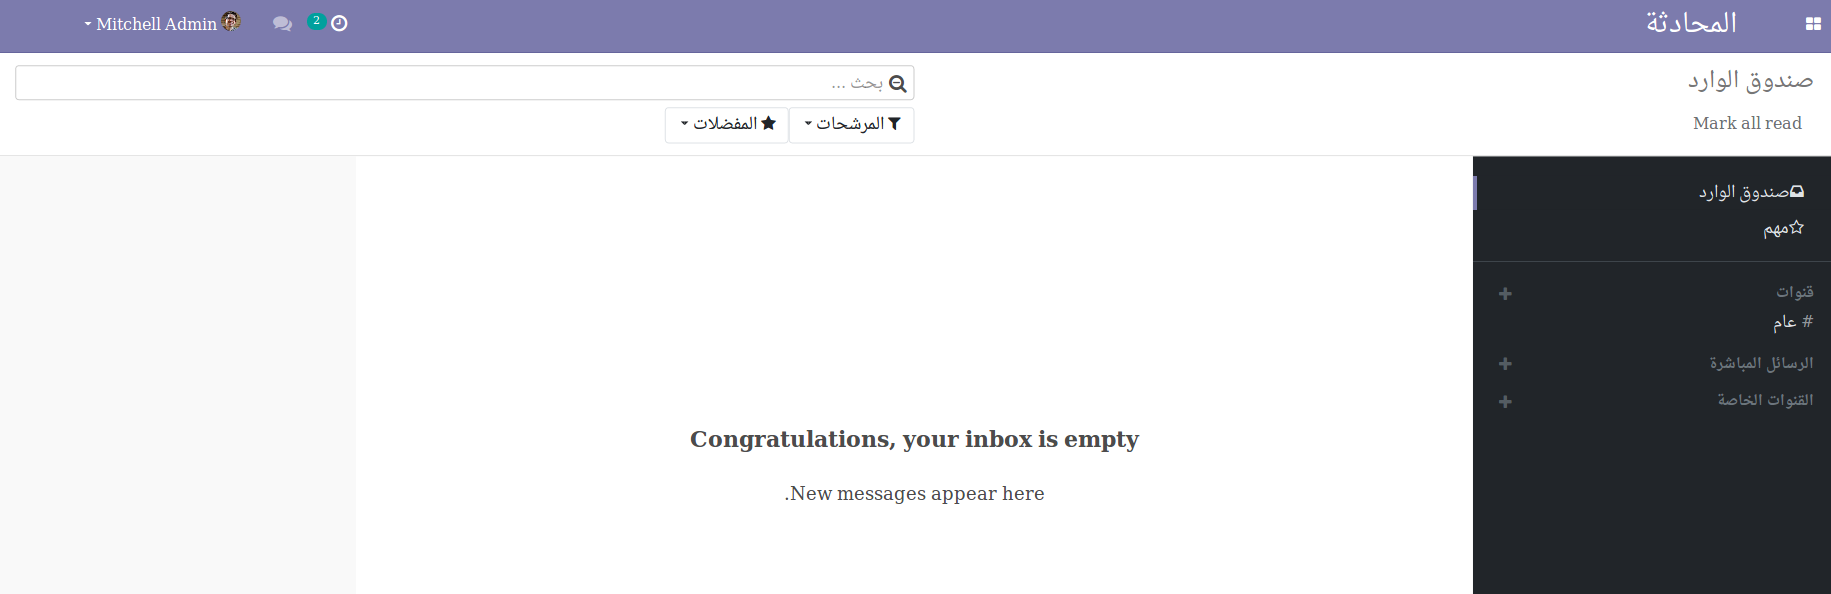 المحادثة
2
Mitchell Admin
صندوق الوارد
بحث ...
Mark all read
المرشحات
المفضلات
صندوق الوارد
مهم
قنوات
# عام
الرسائل المباشرة
القنوات الخاصة
Congratulations, your inbox is empty
.New messages appear here